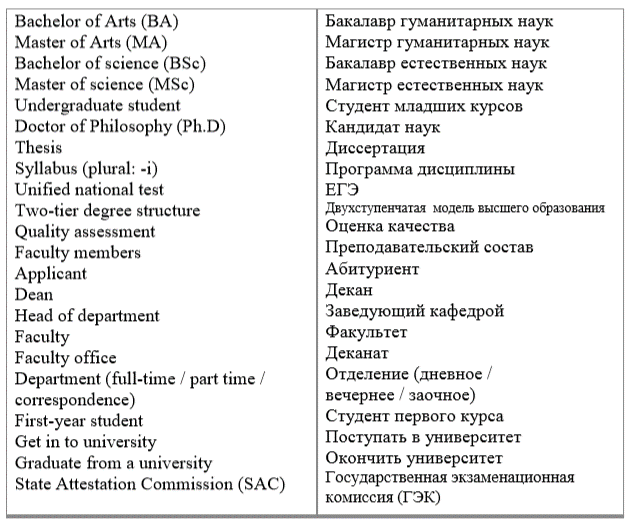 Bachelor of Arts (BA)
Master of Arts (MA)
Bachelor of science (BSc)
Master of science (MSc)
Undergraduate student
Doctor of Philosophy (Ph.D)
Thesis
Syllabus (plural: -i)
Unified national test
Two-tier degree structure
Quality assessment
Faculty members
Applicant
Dean
Head of department
Faculty
Faculty office
Department (full-time / part time /
correspondence)
First-year student
Get in to university
Graduate from a university
State Attestation Commission (SAC)
Бакалавр гуманитарных наук
Магистр гуманитарных наук
Бакалавр естественных наук
Магистр естественных наук
Студент младших курсов
Кандидат наук
Диссертация
Программа дисциплины
ЕГЭ
Двухступенчатая модель высшего образования
Оценка качества
Преподавательский состав
Абитуриент
Декан
Заведующий кафедрой
Факультет
Деканат
Отделение (дневное /
вечернее / заочное)
Студент первого курса
Поступать в университет
Окончить университет
Государственная экзаменационная
комиссия (ГЭК)